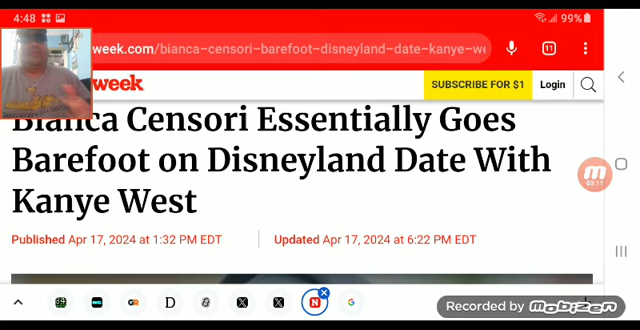 4:48
99%
week.com/bianca-censori-barefoot-disneyland-date-kanye-we
11
week
SUBSCRIBE FOR $1
Login
Bianca Censori Essentially Goes
Barefoot on Disneyland Date With
Kanye West
Published Apr 17, 2024 at 1:32 PM EDT
Updated Apr 17, 2024 at 6:22 PM EDT
03:11
GQ
D
X
X
N
G
Recorded by Mobizen